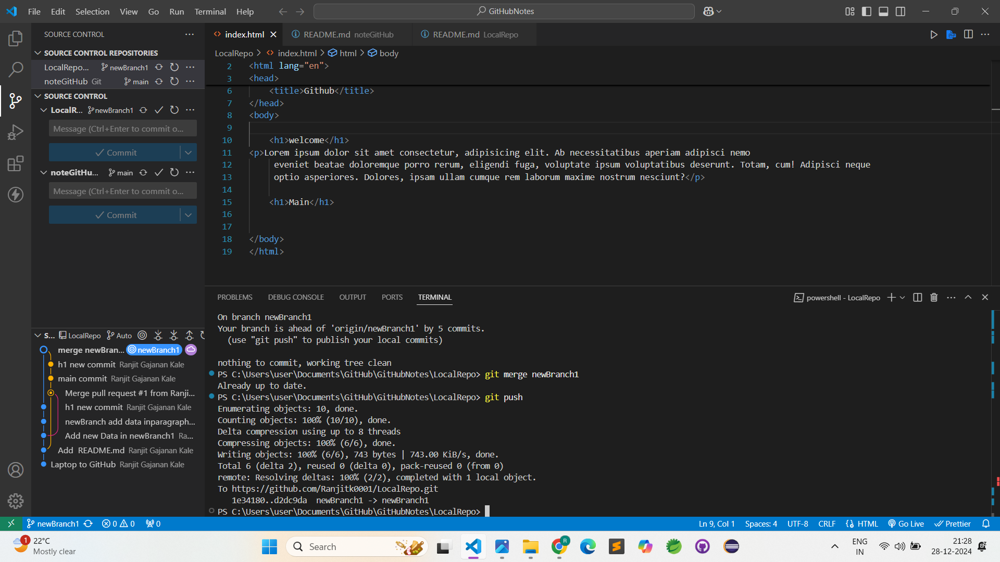 File Edit Selection View Go Run Terminal Help
GitHubNotes
SOURCE CONTROL
SOURCE CONTROL REPOSITORIES
LocalRepo... newBranch1
noteGitHub Git main
SOURCE CONTROL
LocalR... newBranch1
Message (Ctrl+Enter to commit o...
Commit
noteGitHu... main
Message (Ctrl+Enter to commit o...
Commit
S... LocalRepo Auto
merge newBran... newBranch1
h1 new commit Ranjit Gajanan Kale
main commit Ranjit Gajanan Kale
Merge pull request #1 from Ranji...
h1 new commit Ranjit Gajanan Kale
newBranch add data inparagraph...
Add new Data in newBranch1 Ra...
Add README.md Ranjit Gajanan Kale
Laptop to GitHub Ranjit Gajanan Kale
index.html README.md noteGitHub README.md LocalRepo
LocalRepo > index.html > html > body
2 <html lang="en">
3 <head>
6 <title>Github</title>
7 </head>
8 <body>
9
10 <h1>welcome</h1>
11 <p>Lorem ipsum dolor sit amet consectetur, adipisicing elit. Ab necessitatibus aperiam adipisci nemo
12 eveniet beatae doloremque porro rerum, eligendi fuga, voluptate ipsum voluptatibus deserunt. Totam, cum! Adipisci neque
13 optio asperiores. Dolores, ipsam ullam cumque rem laborum maxime nostrum nesciunt?</p>
14
15 <h1>Main</h1>
16
17
18 </body>
19 </html>
PROBLEMS DEBUG CONSOLE OUTPUT PORTS TERMINAL
powershell - LocalRepo
On branch newBranch1
Your branch is ahead of 'origin/newBranch1' by 5 commits.
(use "git push" to publish your local commits)
nothing to commit, working tree clean
PS C:\Users\user\Documents\GitHub\GitHubNotes\LocalRepo> git merge newBranch1
Already up to date.
PS C:\Users\user\Documents\GitHub\GitHubNotes\LocalRepo> git push
Enumerating objects: 10, done.
Counting objects: 100% (10/10), done.
Delta compression using up to 8 threads
Compressing objects: 100% (6/6), done.
Writing objects: 100% (6/6), 743 bytes | 743.00 KiB/s, done.
Total 6 (delta 2), reused 0 (delta 0), pack-reused 0 (from 0)
remote: Resolving deltas: 100% (2/2), completed with 1 local object.
To https://github.com/Ranjitk0001/LocalRepo.git
1e34180..d2dc9da newBranch1 -> newBranch1
PS C:\Users\user\Documents\GitHub\GitHubNotes\LocalRepo>
newBranch1 0 0 0 Ln 9, Col 1 Spaces: 4 UTF-8 CRLF HTML Go Live Prettier
1
22°C
Mostly clear
Search
R
ENG
IN
21:28
28-12-2024